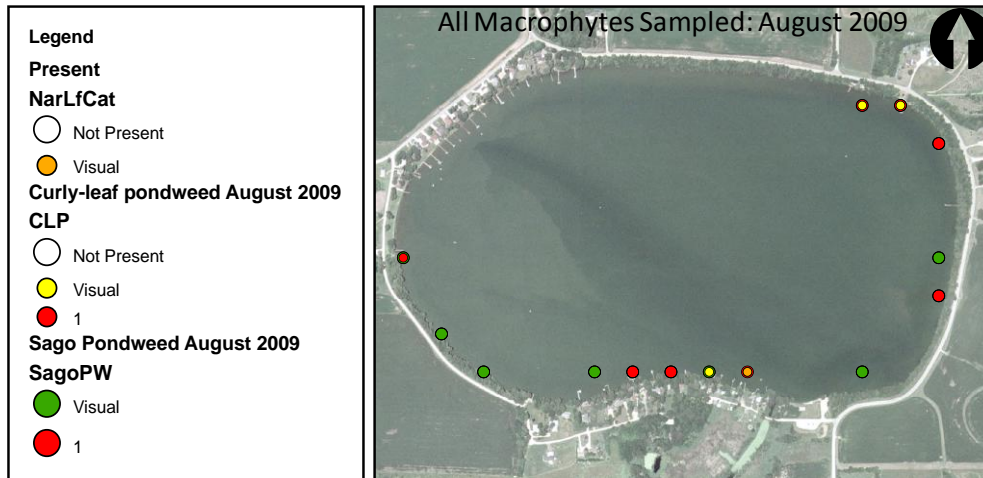 Legend
Present
NarLfCat
Not Present
Visual
Curly-leaf pondweed August 2009
CLP
Not Present
Visual
1
Sago Pondweed August 2009
SagoPW
Visual
1
All Macrophytes Sampled: August 2009